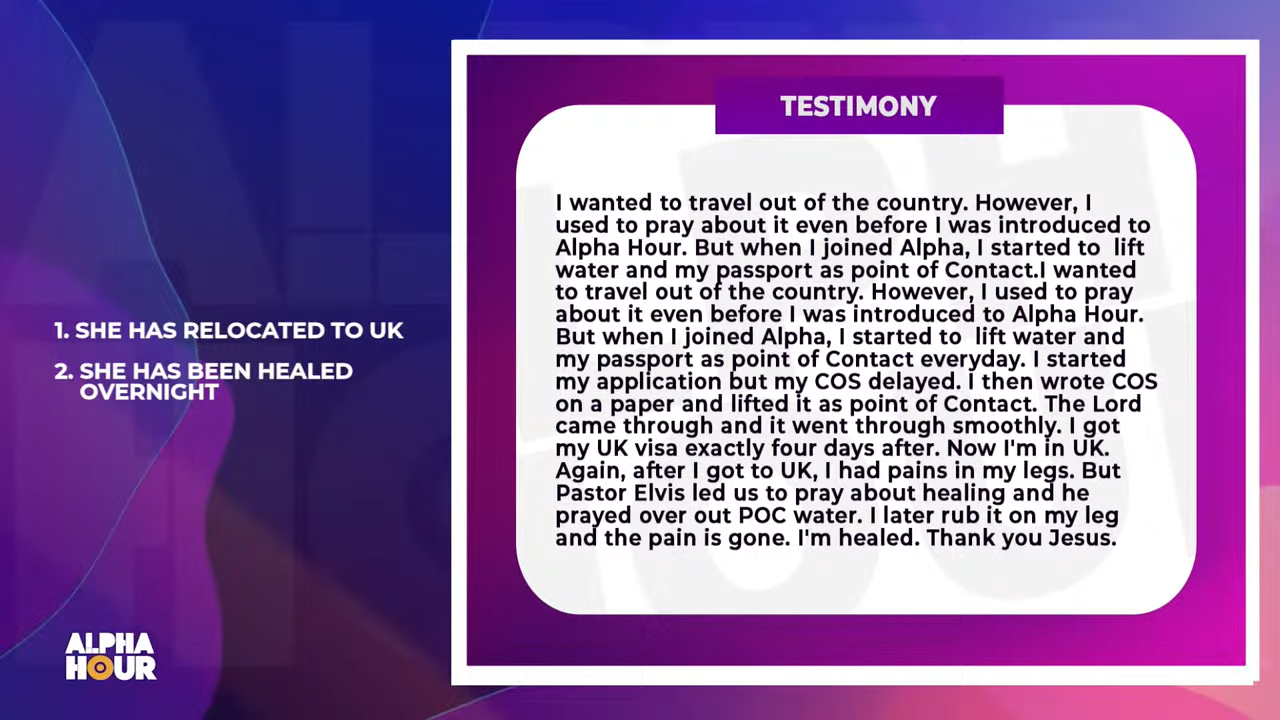 TESTIMONY
I wanted to travel out of the country. However, I
used to pray about it even before I was introduced to
Alpha Hour. But when I joined Alpha, I started to  lift
water and my passport as point of Contact.I wanted
to travel out of the country. However, I used to pray
about it even before I was introduced to Alpha Hour.
But when I joined Alpha, I started to  lift water and
my passport as point of Contact everyday. I started
my application but my COS delayed. I then wrote COS
on a paper and lifted it as point of Contact. The Lord
came through and it went through smoothly. I got
my UK visa exactly four days after. Now I'm in UK.
Again, after I got to UK, I had pains in my legs. But
Pastor Elvis led us to pray about healing and he
prayed over out POC water. I later rub it on my leg
and the pain is gone. I'm healed. Thank you Jesus.
1. SHE HAS RELOCATED TO UK
2. SHE HAS BEEN HEALED
OVERNIGHT
ALPHA
HOUR